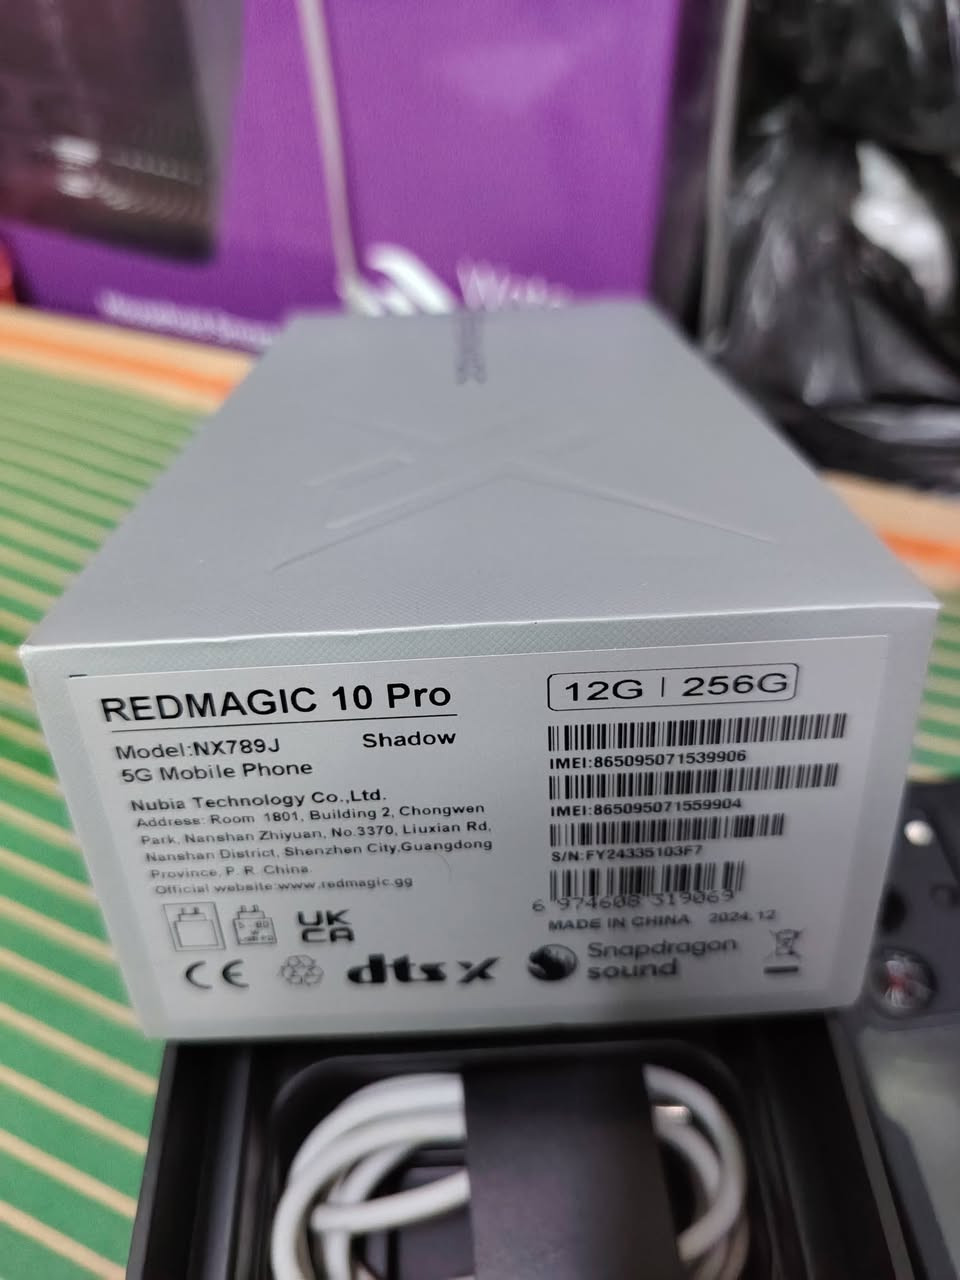 REDMAGIC
REDMAGIC 10 Pro
Model:NX789J Shadow
5G Mobile Phone
Nubia Technology Co.,Ltd.
Address: Room 1801, Building 2, Chongwen
Park, Nanshan Zhiyuan, No.3370, Liuxian Rd,
Nanshan District, Shenzhen City,Guangdong
Province, P. R. China
Official website:www.redmagic.gg
UK
CA
CE
dts x
12G | 256G
IMEI:865095071539906
IMEI:865095071559904
S/N:FY24335103F7
6 974608 319069
MADE IN CHINA 2024.12
Snapdragon
sound